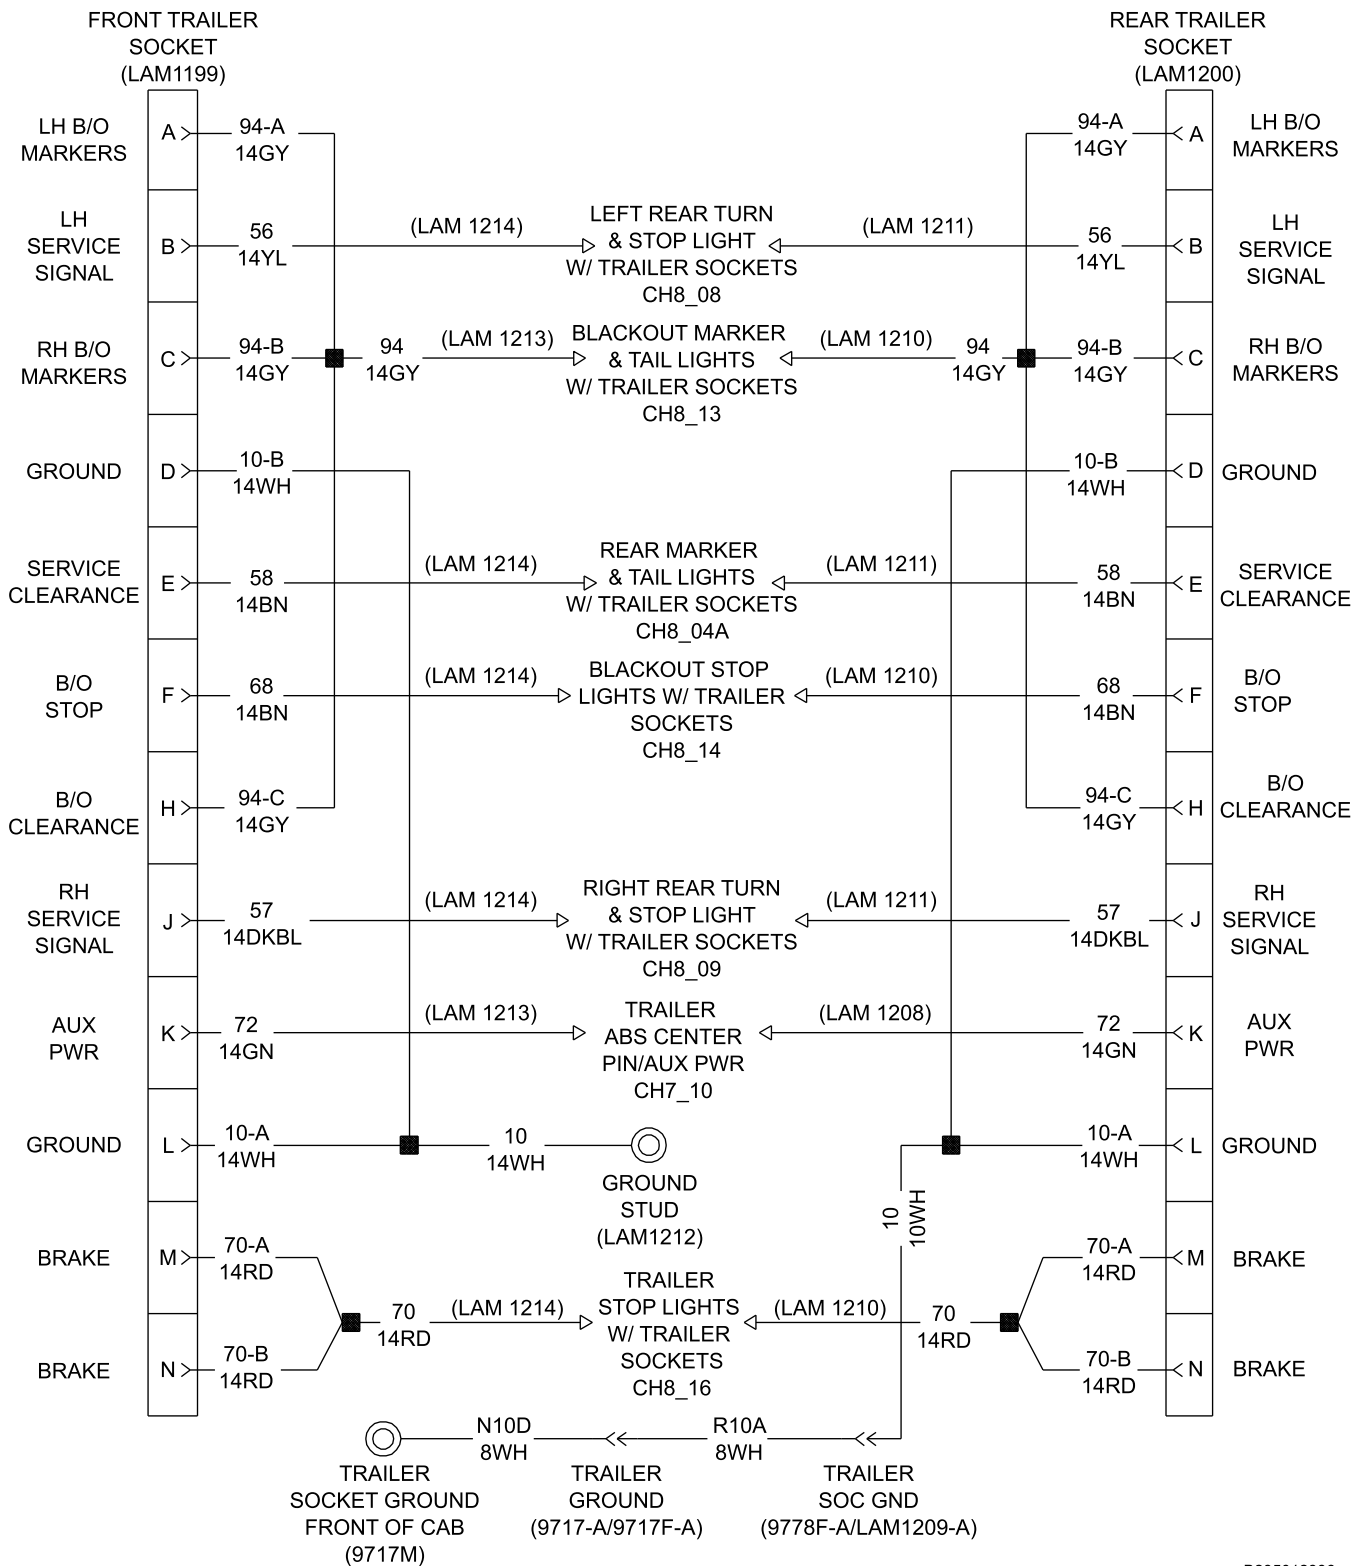 FRONT TRAILER
SOCKET
(LAM1199)
REAR TRAILER
SOCKET
(LAM1200)
LH B/O
MARKERS
A
94-A
14GY
94-A
14GY
A
LH B/O
MARKERS
LH
SERVICE
SIGNAL
B
56
14YL
(LAM 1214)
LEFT REAR TURN
& STOP LIGHT
W/ TRAILER SOCKETS
CH8_08
(LAM 1211)
56
14YL
B
LH
SERVICE
SIGNAL
RH B/O
MARKERS
C
94-B
14GY
94
14GY
(LAM 1213)
BLACKOUT MARKER
& TAIL LIGHTS
W/ TRAILER SOCKETS
CH8_13
(LAM 1210)
94
14GY
94-B
14GY
C
RH B/O
MARKERS
GROUND
D
10-B
14WH
10-B
14WH
D
GROUND
SERVICE
CLEARANCE
E
58
14BN
(LAM 1214)
REAR MARKER
& TAIL LIGHTS
W/ TRAILER SOCKETS
CH8_04A
(LAM 1211)
58
14BN
E
SERVICE
CLEARANCE
B/O
STOP
F
68
14BN
(LAM 1214)
BLACKOUT STOP
LIGHTS W/ TRAILER
SOCKETS
CH8_14
(LAM 1210)
68
14BN
F
B/O
STOP
B/O
CLEARANCE
H
94-C
14GY
94-C
14GY
H
B/O
CLEARANCE
RH
SERVICE
SIGNAL
J
57
14DKBL
(LAM 1214)
RIGHT REAR TURN
& STOP LIGHT
W/ TRAILER SOCKETS
CH8_09
(LAM 1211)
57
14DKBL
J
RH
SERVICE
SIGNAL
AUX
PWR
K
72
14GN
(LAM 1213)
TRAILER
ABS CENTER
PIN/AUX PWR
CH7_10
(LAM 1208)
72
14GN
K
AUX
PWR
GROUND
L
10-A
14WH
10
14WH
GROUND
STUD
(LAM1212)
10
10WH
10-A
14WH
L
GROUND
BRAKE
M
70-A
14RD
70-A
14RD
M
BRAKE
70
14RD
(LAM 1214)
TRAILER
STOP LIGHTS
W/ TRAILER
SOCKETS
CH8_16
(LAM 1210)
70
14RD
BRAKE
N
70-B
14RD
70-B
14RD
N
BRAKE
N10D
8WH
R10A
8WH
TRAILER
SOCKET GROUND
FRONT OF CAB
(9717M)
TRAILER
GROUND
(9717-A/9717F-A)
TRAILER
SOC GND
(9778F-A/LAM1209-A)